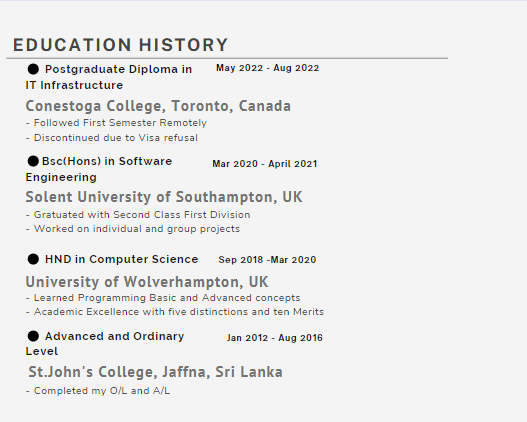 EDUCATION HISTORY
Postgraduate Diploma in May 2022 - Aug 2022
IT Infrastructure
Conestoga College, Toronto, Canada
- Followed First Semester Remotely
- Discontinued due to Visa refusal
Bsc(Hons) in Software Mar 2020 - April 2021
Engineering
Solent University of Southampton, UK
- Gratuated with Second Class First Division
- Worked on individual and group projects
HND in Computer Science Sep 2018 -Mar 2020
University of Wolverhampton, UK
- Learned Programming Basic and Advanced concepts
- Academic Excellence with five distinctions and ten Merits
Advanced and Ordinary Jan 2012 - Aug 2016
Level
St.John's College, Jaffna, Sri Lanka
- Completed my O/L and A/L